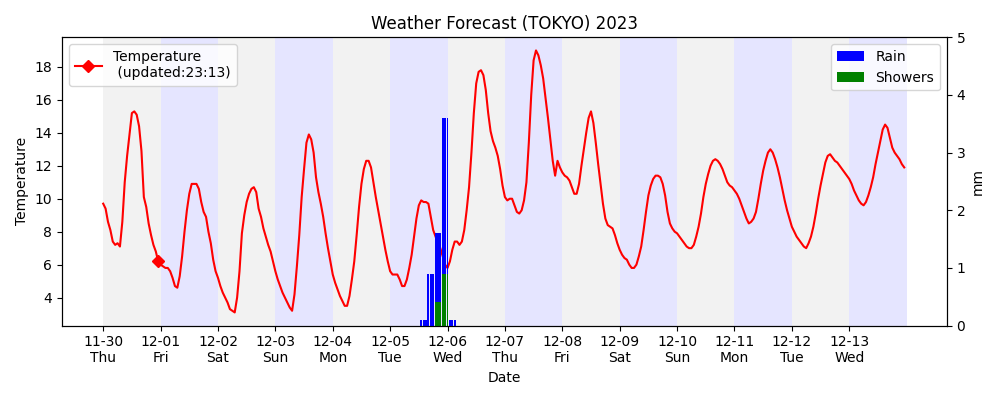 Weather Forecast (TOKYO) 2023
Temperature
(updated:23:13)
Rain
Showers
Temperature
18
16
14
12
10
8
6
4
5
4
3
2
1
0
mm
11-30 12-01 12-02 12-03 12-04 12-05 12-06 12-07 12-08 12-09 12-10 12-11 12-12 12-13
Thu Fri Sat Sun Mon Tue Wed Thu Fri Sat Sun Mon Tue Wed
Date